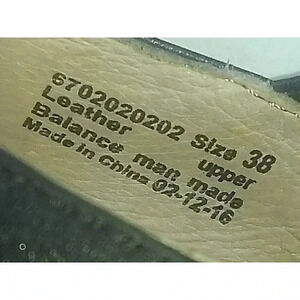 6702020202 Size 38
Leather upper
Balance man made
Made in China 02-12-16